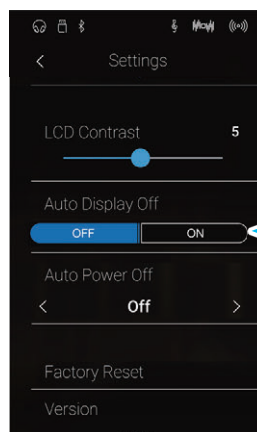 Settings
LCD Contrast 5
Auto Display Off
OFF ON
Auto Power Off
< Off >
Factory Reset
Version